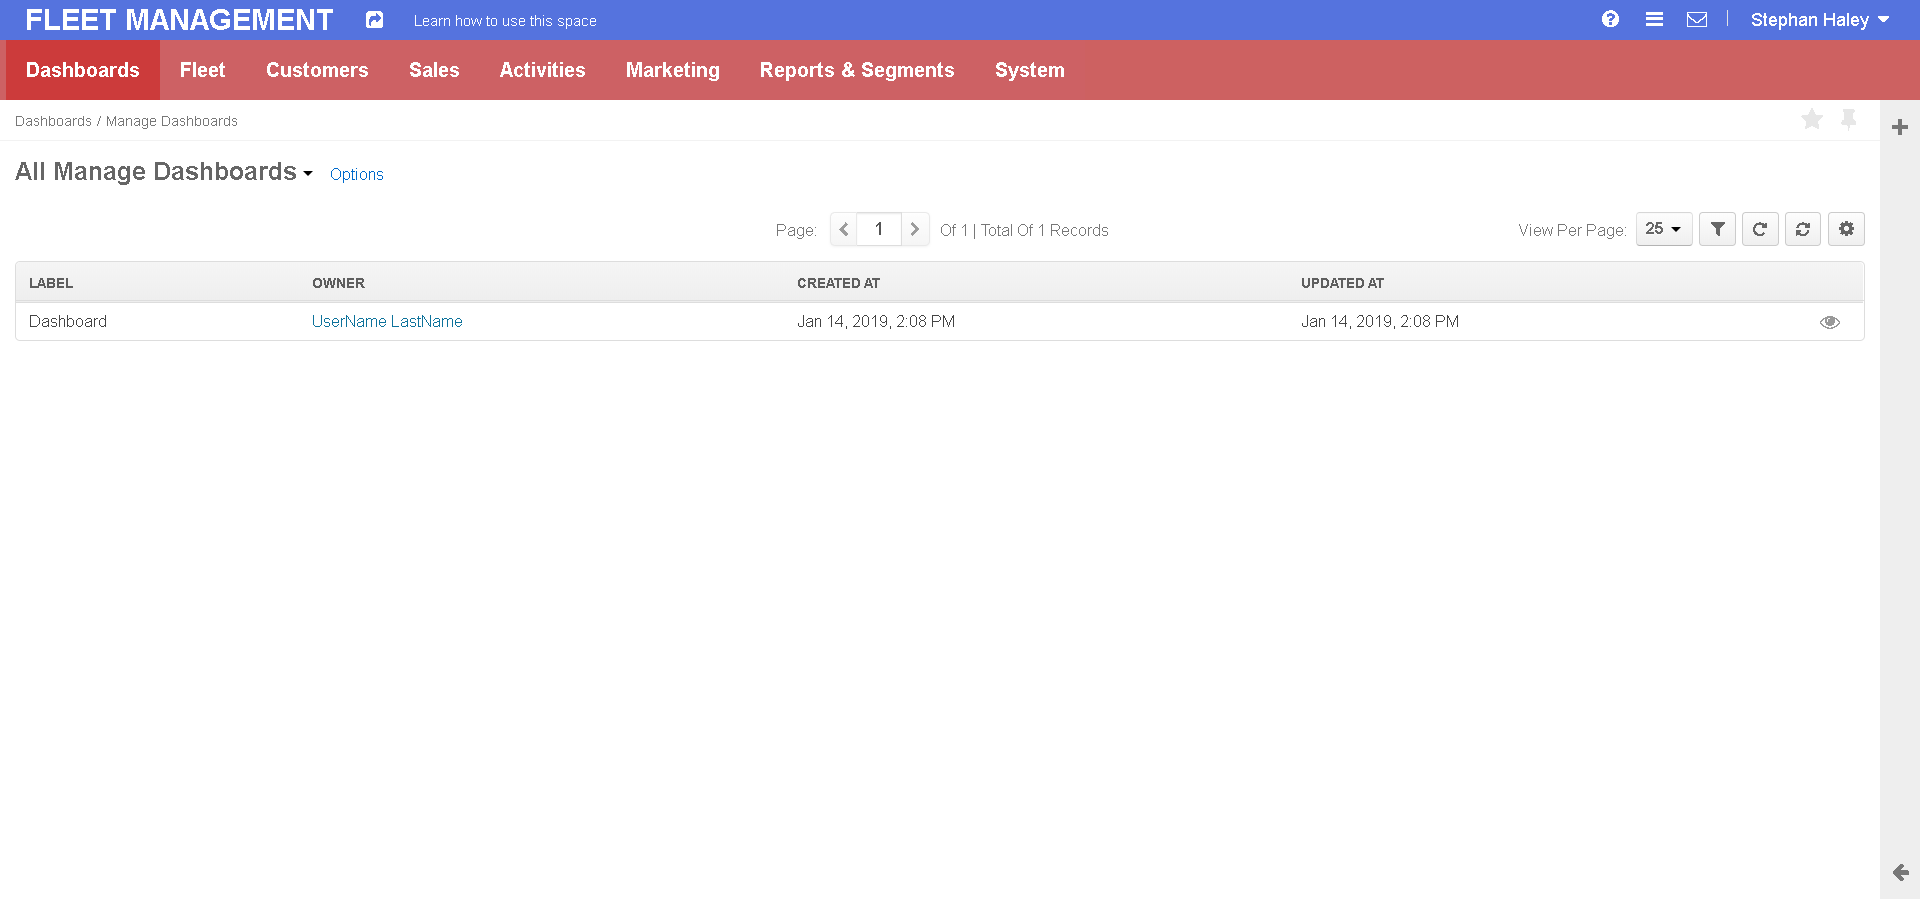 FLEET MANAGEMENT Learn how to use this space Stephan Haley
Dashboards Fleet Customers Sales Activities Marketing Reports & Segments System
Dashboards / Manage Dashboards
All Manage Dashboards Options
Page: 1 Of 1 | Total Of 1 Records View Per Page: 25
LABEL OWNER CREATED AT UPDATED AT
Dashboard UserName LastName Jan 14, 2019, 2:08 PM Jan 14, 2019, 2:08 PM